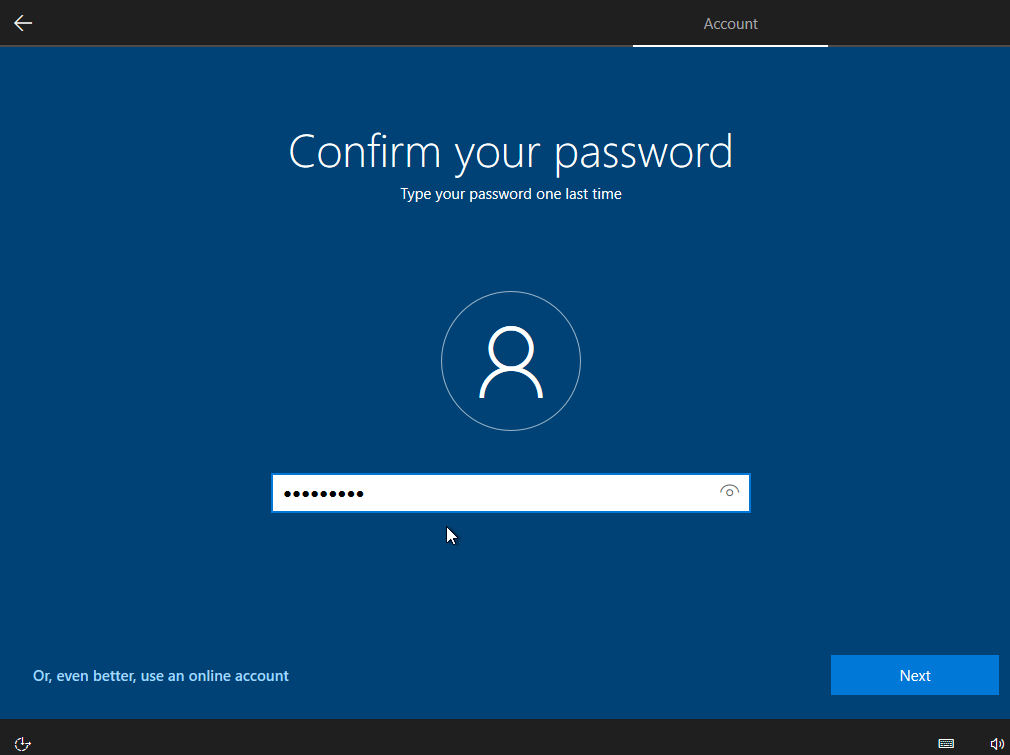 Account
Confirm your password
Type your password one last time
•••••••••
Or, even better, use an online account
Next